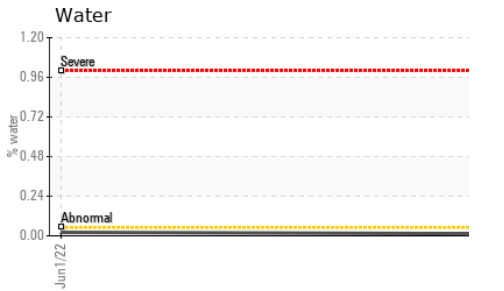 Water
1.20
Severe
0.96
0.72
% water
0.48
0.24
Abnormal
0.00
Jun1/22